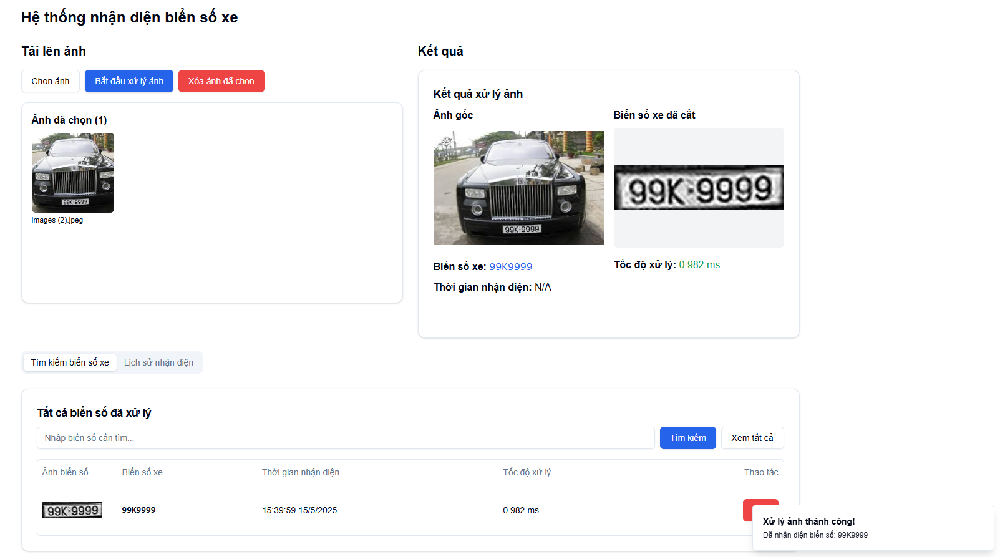 Hệ thống nhận diện biển số xe
Tải lên ảnh
Chọn ảnh
Bắt đầu xử lý ảnh
Xóa ảnh đã chọn
Ảnh đã chọn (1)
99K·9999
images (2).jpeg
Kết quả
Kết quả xử lý ảnh
Ảnh gốc
99K·9999
Biển số xe đã cắt
99K·9999
Biển số xe: 99K9999
Tốc độ xử lý: 0.982 ms
Thời gian nhận diện: N/A
Tìm kiếm biển số xe
Lịch sử nhận diện
Tất cả biển số đã xử lý
Nhập biển số cần tìm...
Tìm kiếm
Xem tất cả
Ảnh biển số
Biển số xe
Thời gian nhận diện
Tốc độ xử lý
Thao tác
99K·9999
99K9999
15:39:59 15/5/2025
0.982 ms
Xử lý ảnh thành công!
Đã nhận diện biển số: 99K9999